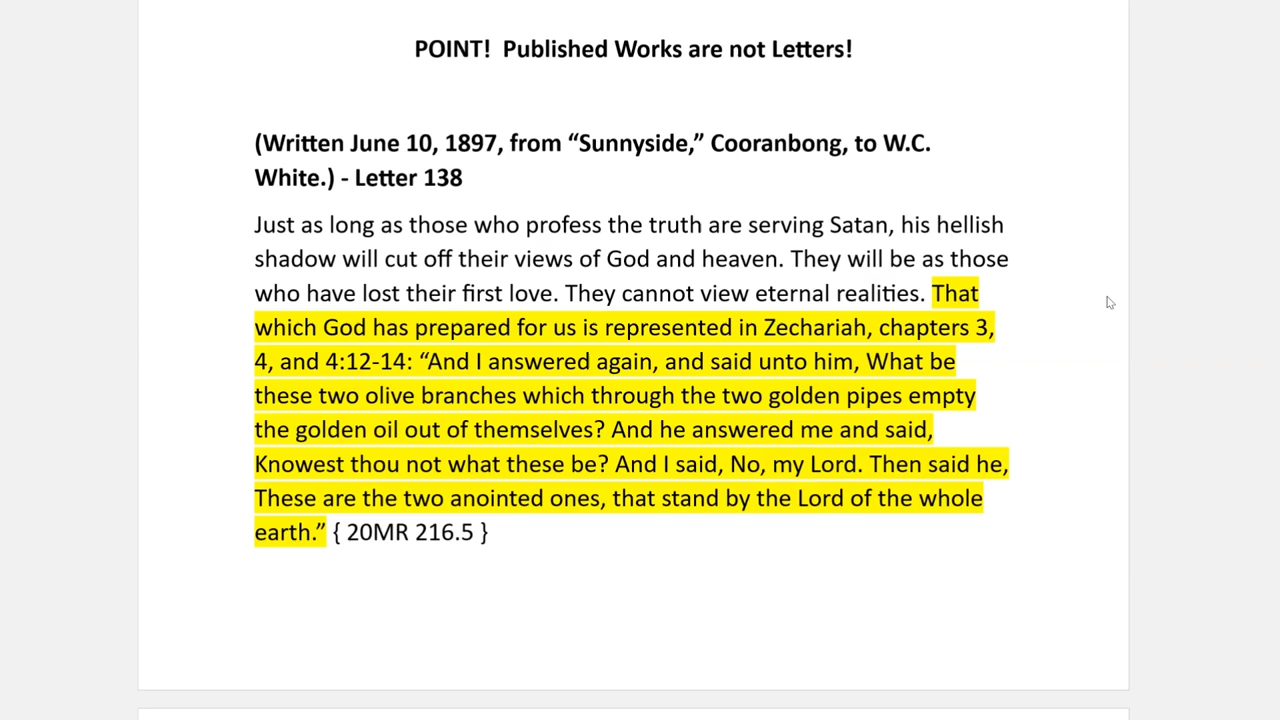 POINT!  Published Works are not Letters!
(Written June 10, 1897, from “Sunnyside,” Cooranbong, to W.C.
White.) - Letter 138
Just as long as those who profess the truth are serving Satan, his hellish
shadow will cut off their views of God and heaven. They will be as those
who have lost their first love. They cannot view eternal realities. That
which God has prepared for us is represented in Zechariah, chapters 3,
4, and 4:12-14: “And I answered again, and said unto him, What be
these two olive branches which through the two golden pipes empty
the golden oil out of themselves? And he answered me and said,
Knowest thou not what these be? And I said, No, my Lord. Then said he,
These are the two anointed ones, that stand by the Lord of the whole
earth.” { 20MR 216.5 }